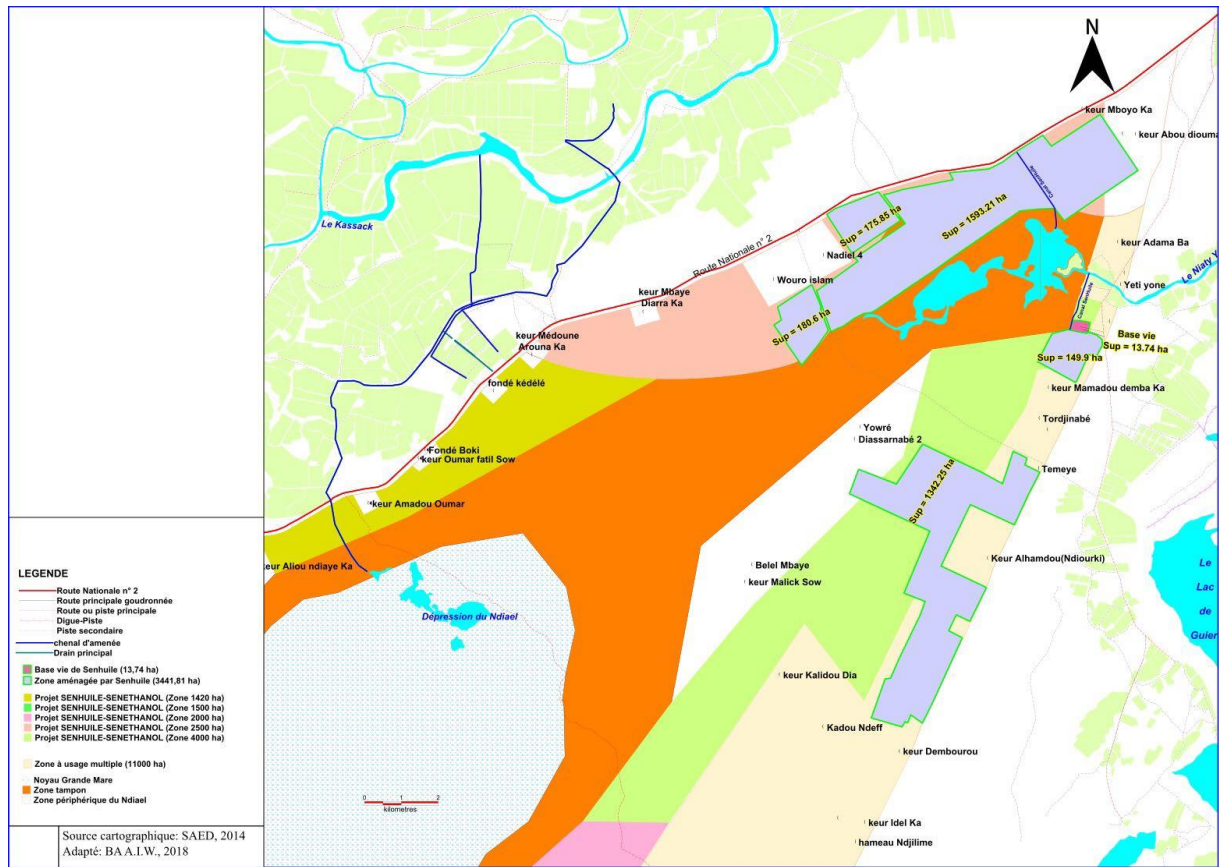 N
keur Mboyo Ka
keur Abou diouma
Canal Senhuile
Sup = 175.85 ha
Sup = 1593.21 ha
Le Kassack
Route Nationale n° 2
Nadiel 4
keur Adama Ba
Wouro islam
Yeti yone
Le Niaty Y
keur Mbaye
Diarra Ka
Canal Senhuile
Sup = 180.6 ha
keur Médoune
Arouna Ka
Base vie
Sup = 13.74 ha
Sup = 149.9 ha
fondé kédélé
keur Mamadou demba Ka
Tordjinabé
Yowré
Diassarnabé 2
Fondé Boki
keur Oumar fatil Sow
Temeye
Sup = 1342.25 ha
keur Amadou Oumar
Keur Alhamdou(Ndiourki)
keur Aliou ndiaye Ka
Belel Mbaye
keur Malick Sow
Le
Lac
de
Guier
Dépression du Ndiael
keur Kalidou Dia
Kadou Ndeff
keur Dembourou
keur Idel Ka
hameau Ndjilime
0 1 2
kilometres
LEGENDE
Route Nationale n° 2
Route principale goudronnée
Route ou piste principale
Digue-Piste
Piste secondaire
chenal d'amenée
Drain principal
Base vie de Senhuile (13,74 ha)
Zone aménagée par Senhuile (3441,81 ha)
Projet SENHUILE-SENETHANOL (Zone 1420 ha)
Projet SENHUILE-SENETHANOL (Zone 1500 ha)
Projet SENHUILE-SENETHANOL (Zone 2000 ha)
Projet SENHUILE-SENETHANOL (Zone 2500 ha)
Projet SENHUILE-SENETHANOL (Zone 4000 ha)
Zone à usage multiple (11000 ha)
Noyau Grande Mare
Zone tampon
Zone périphérique du Ndiael
Source cartographique: SAED, 2014
Adapté: BA A.I.W., 2018